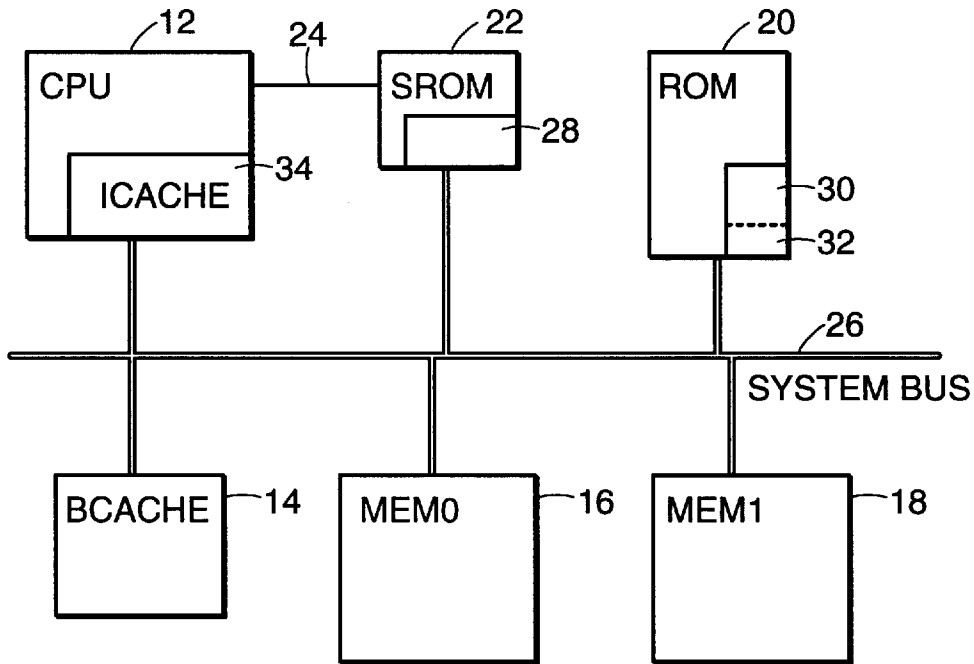 12
24
22
20
CPU
SROM
ROM
28
34
ICACHE
30
32
26
SYSTEM BUS
BCACHE
14
MEM0
16
MEM1
18